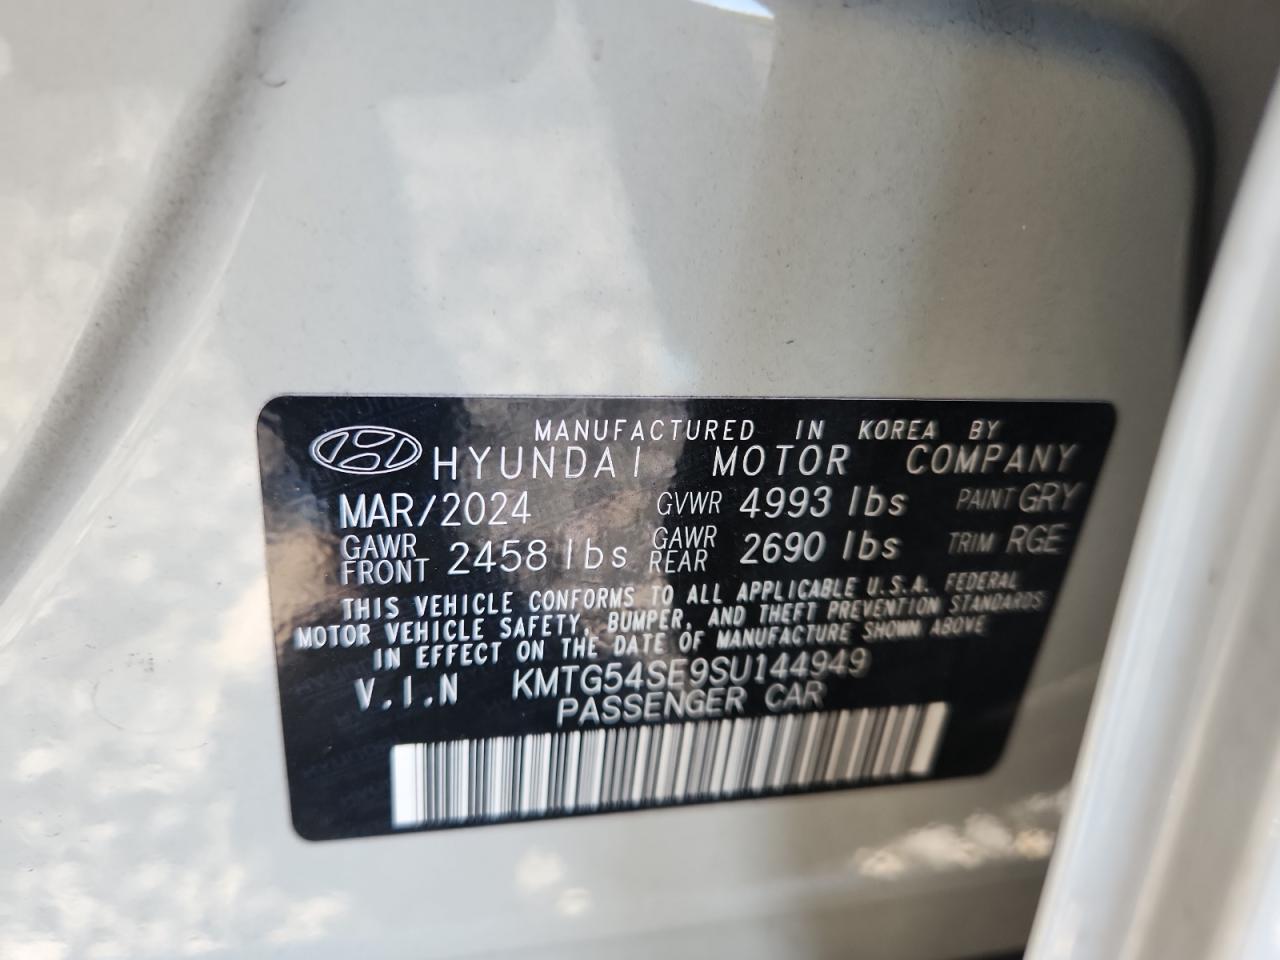 MANUFACTURED IN KOREA BY
HYUNDAI MOTOR COMPANY
MAR/2024 GVWR 4993 lbs PAINT GRY
GAWR FRONT 2458 lbs GAWR REAR 2690 lbs TRIM RGE
THIS VEHICLE CONFORMS TO ALL APPLICABLE U.S.A. FEDERAL
MOTOR VEHICLE SAFETY, BUMPER, AND THEFT PREVENTION STANDARDS
IN EFFECT ON THE DATE OF MANUFACTURE SHOWN ABOVE
V.I.N KMTG54SE9SU144949
PASSENGER CAR